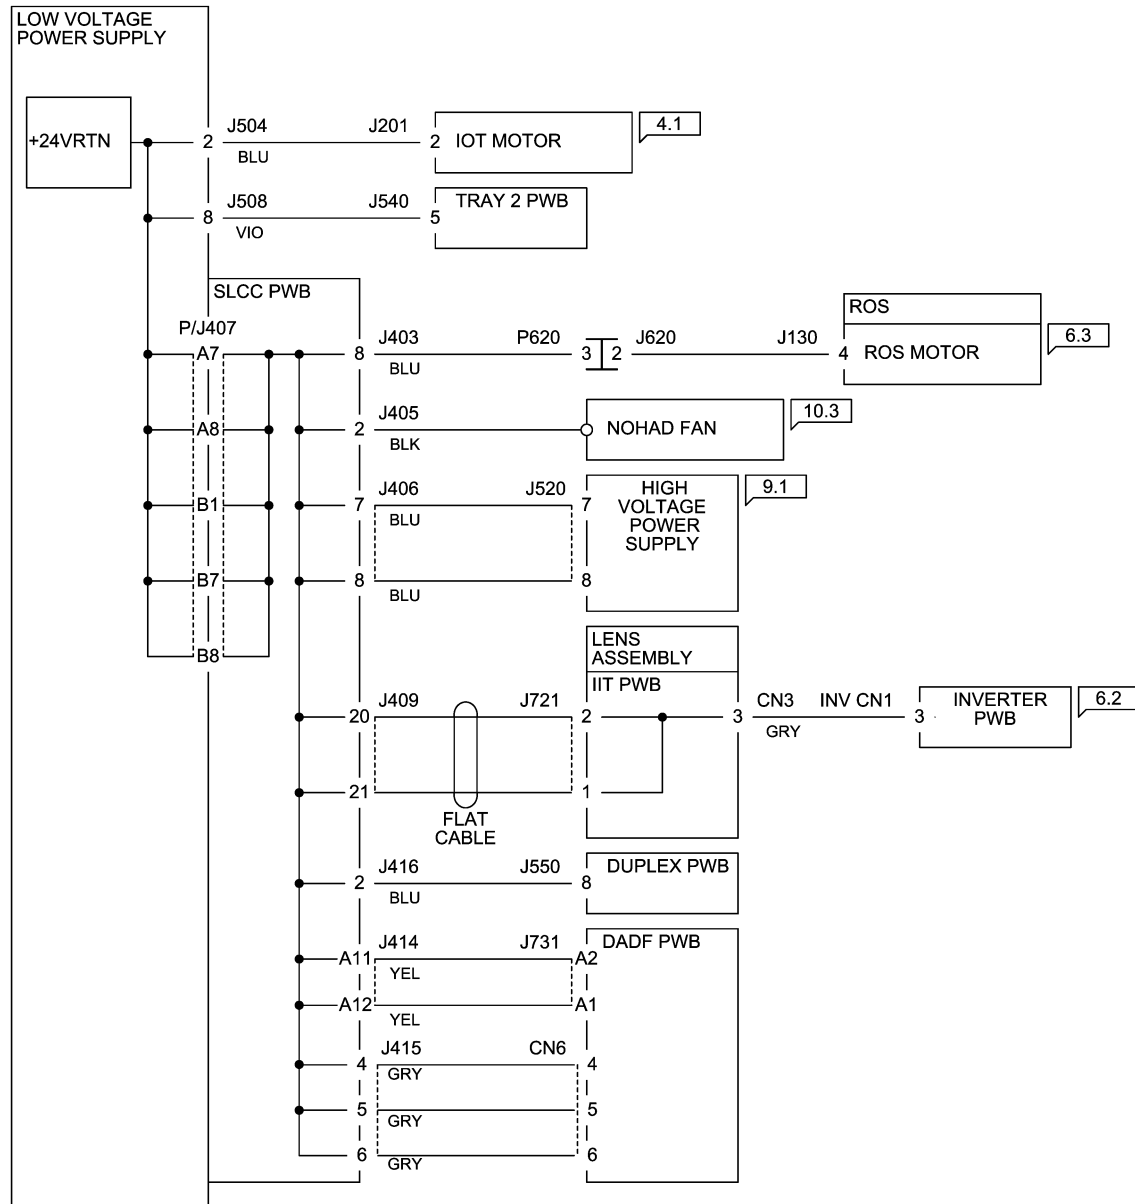 LOW VOLTAGE
POWER SUPPLY
+24VRTN
2 J504 BLU J201 2 IOT MOTOR 4.1
8 J508 VIO J540 5 TRAY 2 PWB
SLCC PWB
P/J407
A7
A8
B1
B7
B8
8 J403 BLU P620 3 2 J620 J130 4 ROS
ROS MOTOR 6.3
2 J405 BLK NOHAD FAN 10.3
7 J406 BLU J520 7 HIGH
VOLTAGE
POWER
SUPPLY 9.1
8 BLU 8
LENS
ASSEMBLY
IIT PWB
20 J409 J721 2 3 CN3 GRY INV CN1 3 INVERTER
PWB 6.2
21 1
FLAT
CABLE
2 J416 BLU J550 8 DUPLEX PWB
DADF PWB
A11 J414 YEL J731 A2
A12 YEL A1
4 J415 GRY CN6 4
5 GRY 5
6 GRY 6